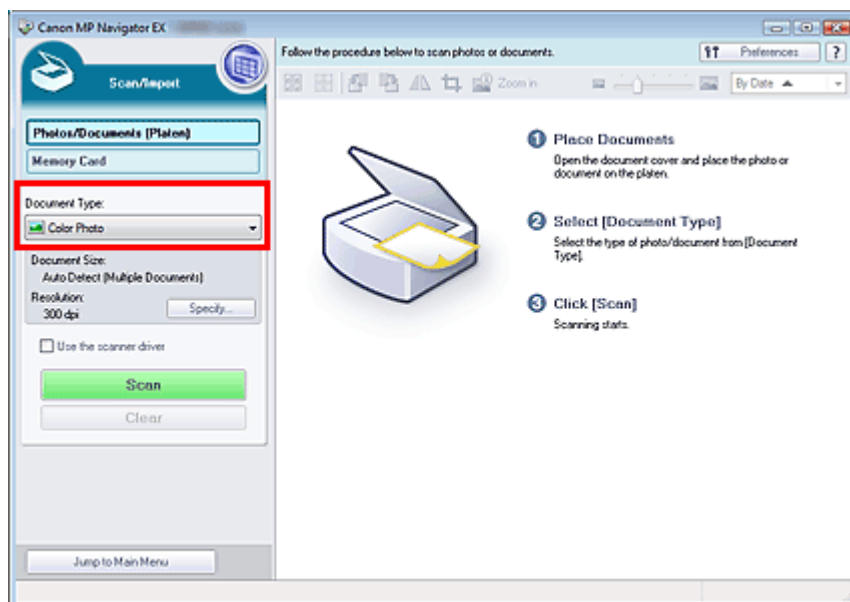 Canon MP Navigator EX
Scan/Import
Photos/Documents (Platen)
Memory Card
Document Type:
Color Photo
Document Size:
Auto Detect (Multiple Documents)
Resolution:
300 dpi
Specify...
Use the scanner driver
Scan
Clear
Jump to Main Menu
Follow the procedure below to scan photos or documents.
Preferences
?
Zoom in
By Date
1 Place Documents
Open the document cover and place the photo or
document on the platen.
2 Select [Document Type]
Select the type of photo/document from [Document
Type].
3 Click [Scan]
Scanning starts.